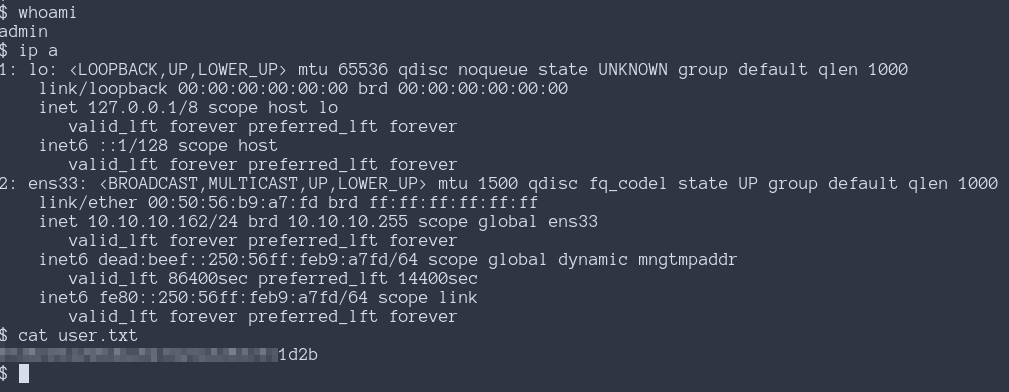 $ whoami
admin
$ ip a
1: lo: <LOOPBACK,UP,LOWER_UP> mtu 65536 qdisc noqueue state UNKNOWN group default qlen 1000
    link/loopback 00:00:00:00:00:00 brd 00:00:00:00:00:00
    inet 127.0.0.1/8 scope host lo
       valid_lft forever preferred_lft forever
    inet6 ::1/128 scope host
       valid_lft forever preferred_lft forever
2: ens33: <BROADCAST,MULTICAST,UP,LOWER_UP> mtu 1500 qdisc fq_codel state UP group default qlen 1000
    link/ether 00:50:56:b9:a7:fd brd ff:ff:ff:ff:ff:ff
    inet 10.10.10.162/24 brd 10.10.10.255 scope global ens33
       valid_lft forever preferred_lft forever
    inet6 dead:beef::250:56ff:feb9:a7fd/64 scope global dynamic mngtmpaddr
       valid_lft 86400sec preferred_lft 14400sec
    inet6 fe80::250:56ff:feb9:a7fd/64 scope link
       valid_lft forever preferred_lft forever
$ cat user.txt
1d2b
$